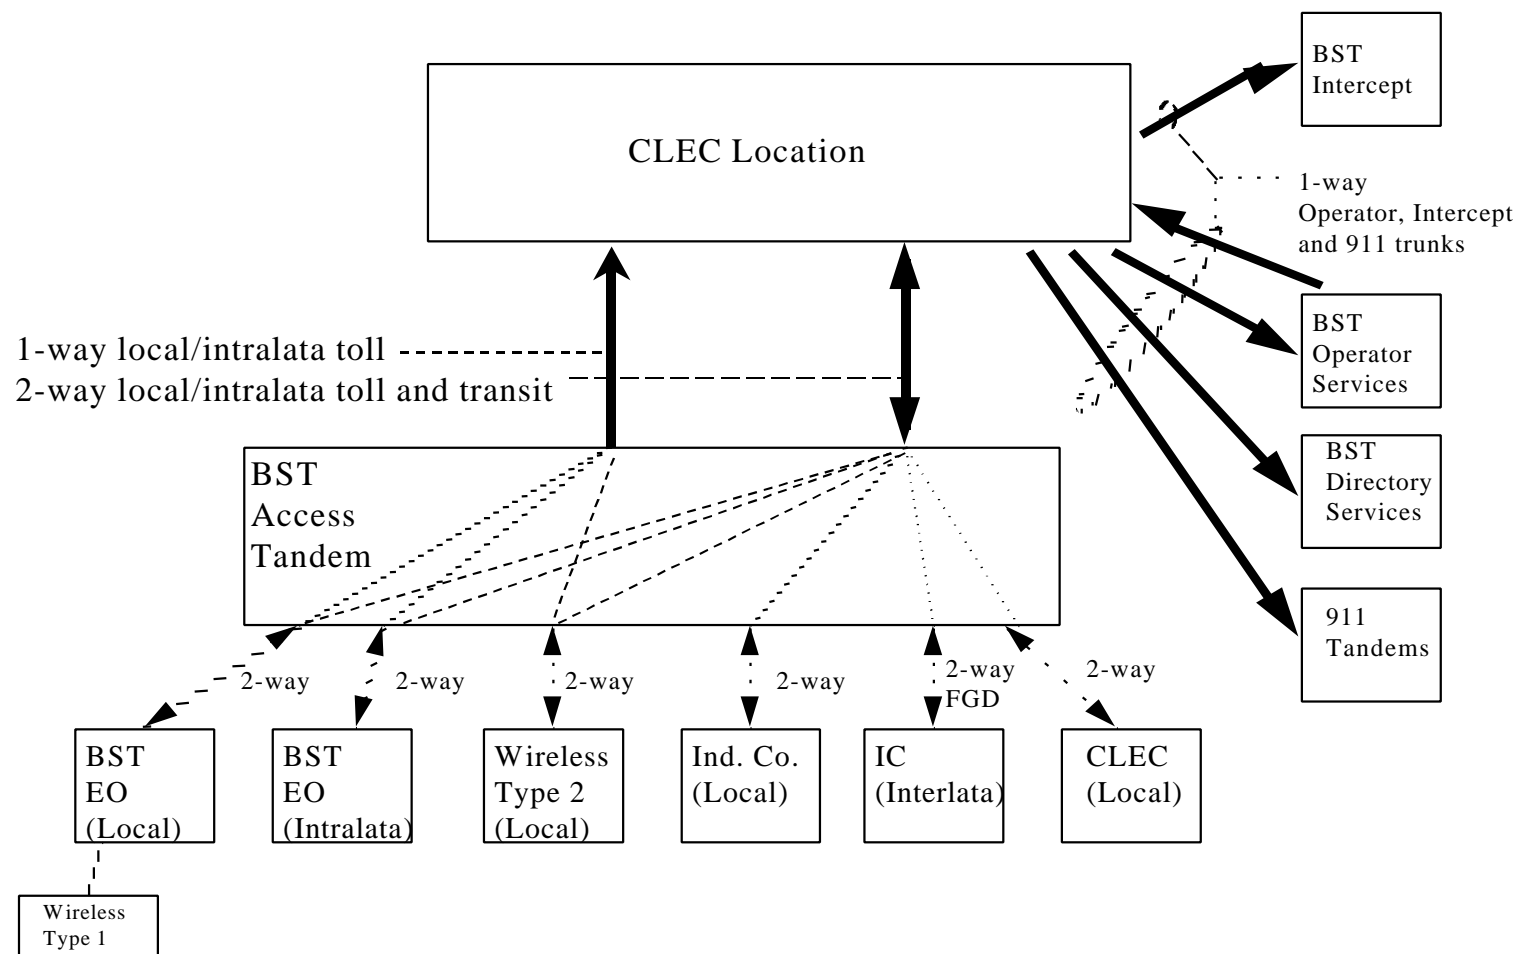 BST
Intercept
CLEC Location
1-way
Operator, Intercept
and 911 trunks
BST
Operator
Services
1-way local/intralata toll
2-way local/intralata toll and transit
BST
Directory
Services
BST
Access
Tandem
911
Tandems
2-way
2-way
2-way
2-way
2-way
FGD
2-way
BST
EO
(Local)
BST
EO
(Intralata)
Wireless
Type 2
(Local)
Ind. Co.
(Local)
IC
(Interlata)
CLEC
(Local)
Wireless
Type 1